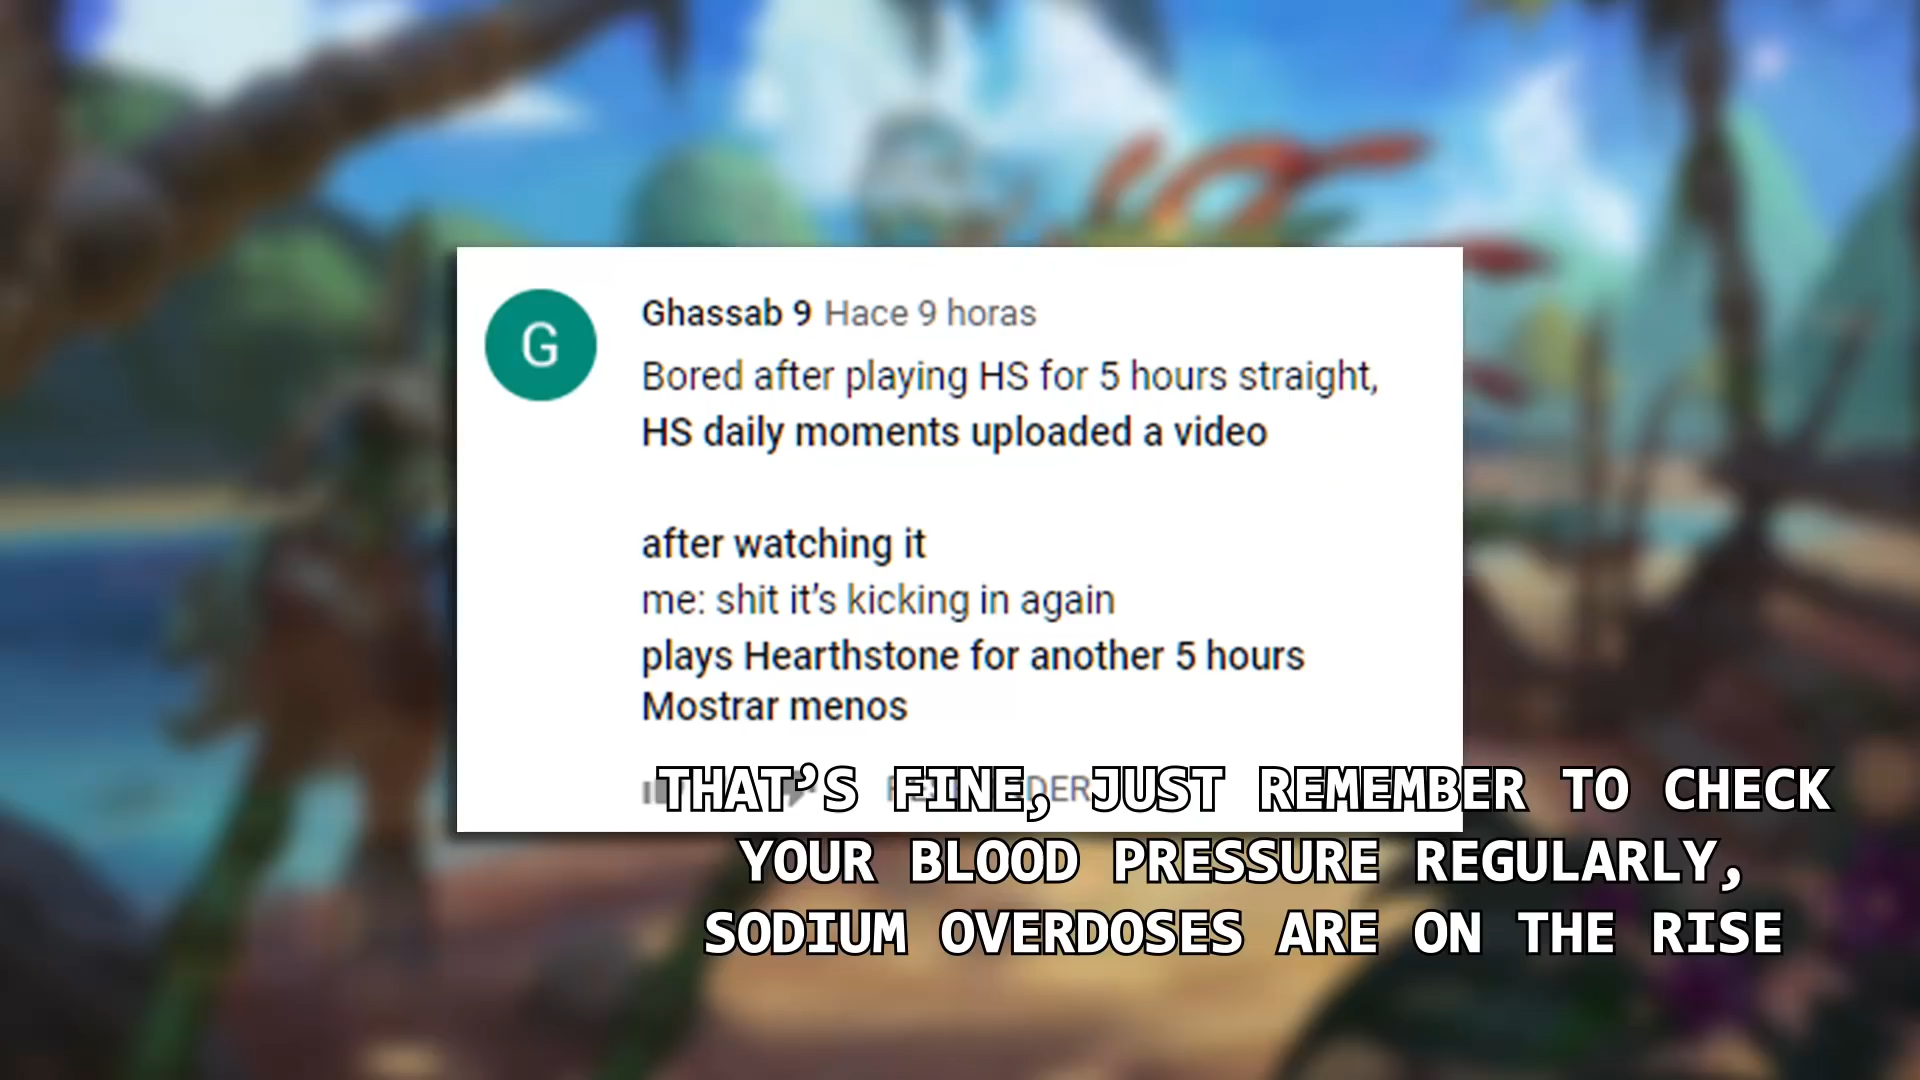 G
Ghassab 9 Hace 9 horas
Bored after playing HS for 5 hours straight,
HS daily moments uploaded a video
after watching it
me: shit it’s kicking in again
plays Hearthstone for another 5 hours
Mostrar menos
THAT’S FINE, JUST REMEMBER TO CHECK
YOUR BLOOD PRESSURE REGULARLY,
SODIUM OVERDOSES ARE ON THE RISE